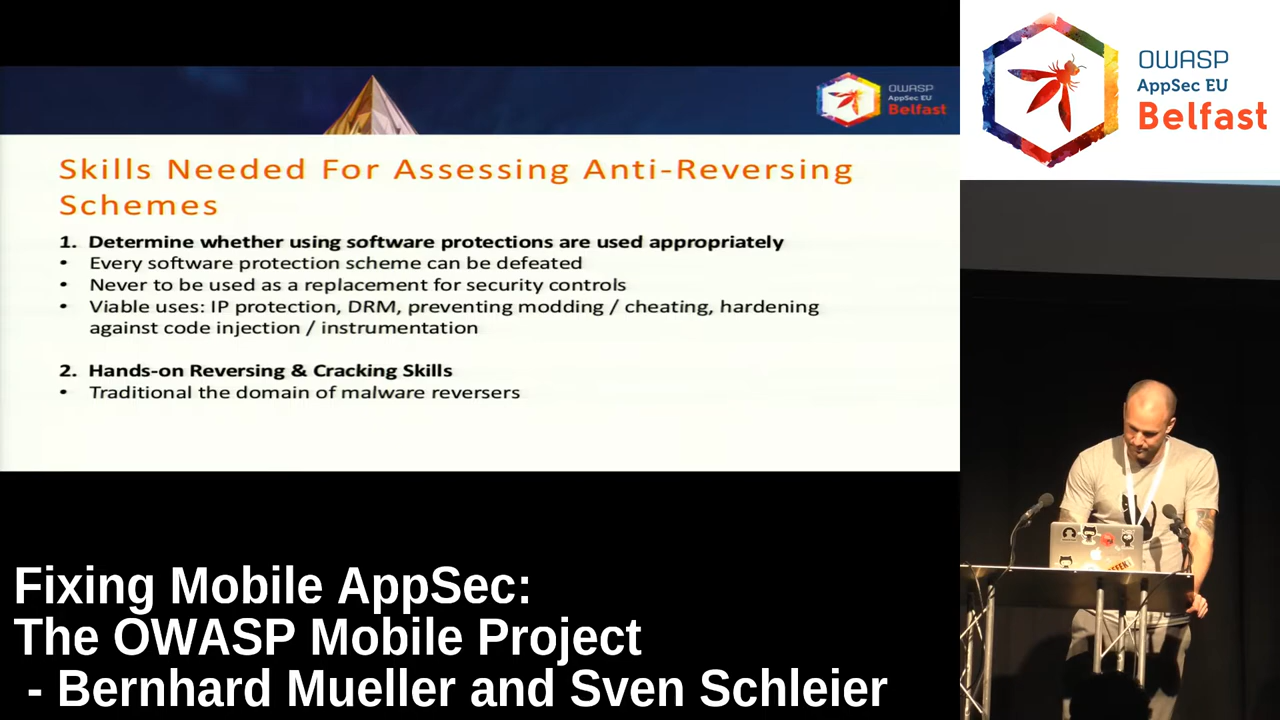 OWASP
AppSec EU
Belfast
OWASP
AppSec EU
Belfast
Skills Needed For Assessing Anti-Reversing
Schemes
1. Determine whether using software protections are used appropriately
• Every software protection scheme can be defeated
• Never to be used as a replacement for security controls
• Viable uses: IP protection, DRM, preventing modding / cheating, hardening
against code injection / instrumentation
2. Hands-on Reversing & Cracking Skills
• Traditional the domain of malware reversers
Fixing Mobile AppSec:
The OWASP Mobile Project
- Bernhard Mueller and Sven Schleier